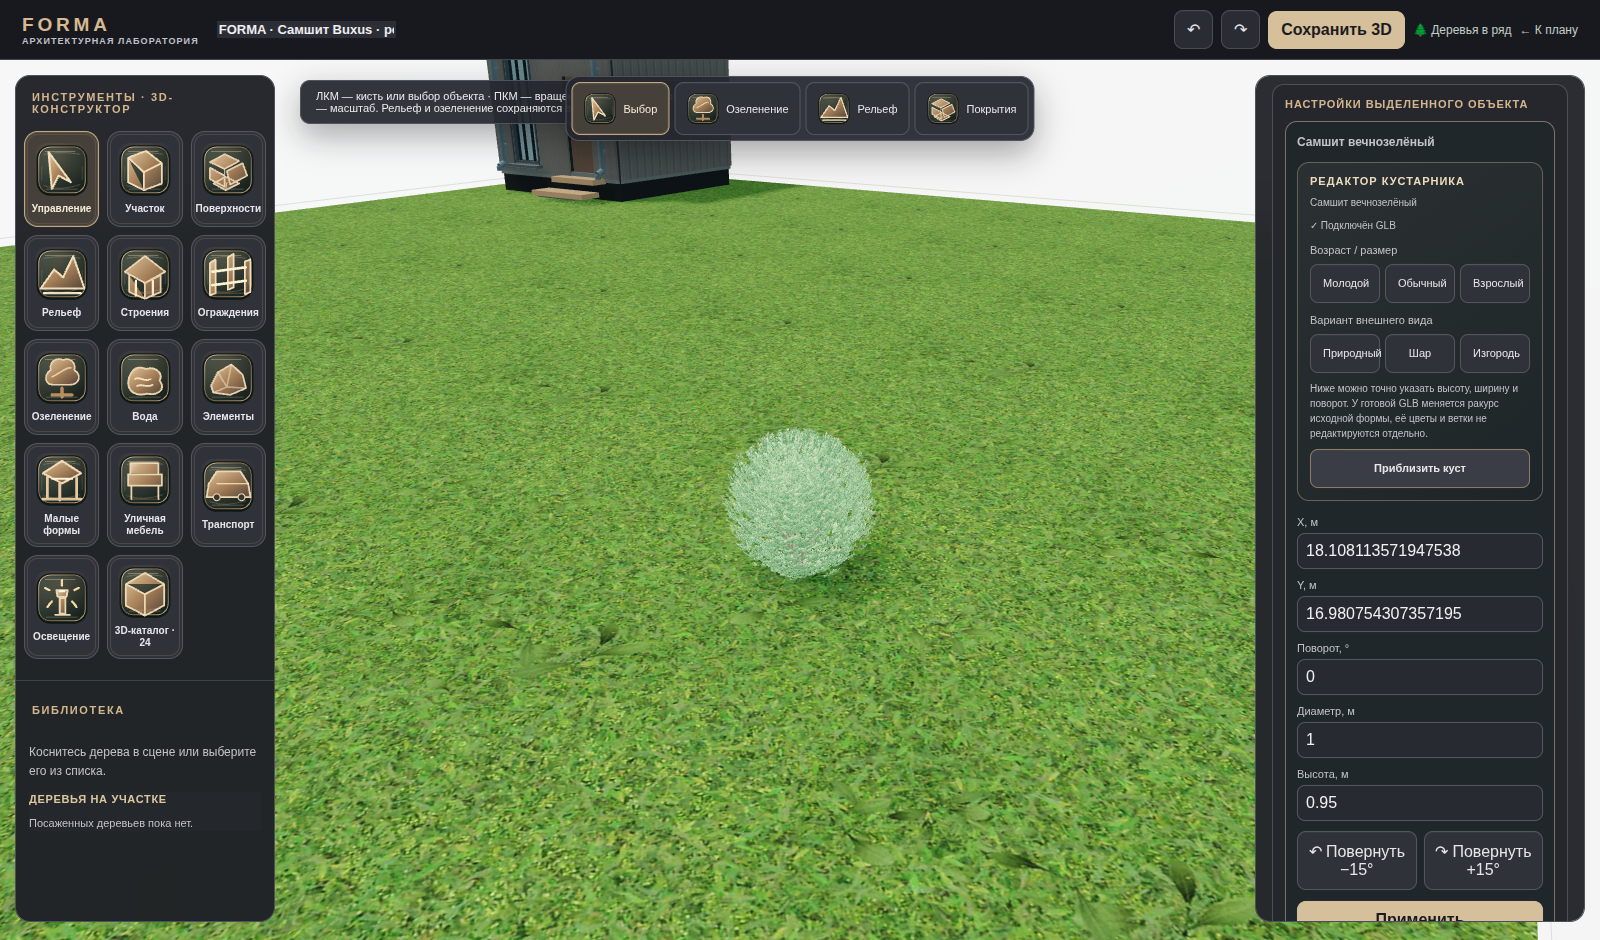 FORMA
АРХИТЕКТУРНАЯ ЛАБОРАТОРИЯ
FORMA · Самшит Buxus ·
↶
↷
Сохранить 3D
🌲 Деревья в ряд
← К плану
ИНСТРУМЕНТЫ · 3D-
КОНСТРУКТОР
Управление
Участок
Поверхности
Рельеф
Строения
Ограждения
Озеленение
Вода
Элементы
Малые
формы
Уличная
мебель
Транспорт
Освещение
3D-каталог ·
24
БИБЛИОТЕКА
Коснитесь дерева в сцене или выберите
его из списка.
ДЕРЕВЬЯ НА УЧАСТКЕ
Посаженных деревьев пока нет.
ЛКМ — кисть или выбор объекта · ПКМ —
— масштаб. Рельеф и озеленение сохраняются
Выбор
Озеленение
Рельеф
Покрытия
НАСТРОЙКИ ВЫДЕЛЕННОГО ОБЪЕКТА
Самшит вечнозелёный
РЕДАКТОР КУСТАРНИКА
Самшит вечнозелёный
✓ Подключён GLB
Возраст / размер
Молодой
Обычный
Взрослый
Вариант внешнего вида
Природный
Шар
Изгородь
Ниже можно точно указать высоту, ширину и
поворот. У готовой GLB меняется ракурс
исходной формы, её цветы и ветки не
редактируются отдельно.
Приблизить куст
X, м
18.108113571947538
Y, м
16.980754307357195
Поворот, °
0
Диаметр, м
1
Высота, м
0.95
↶ Повернуть
−15°
↷ Повернуть
+15°
Применить